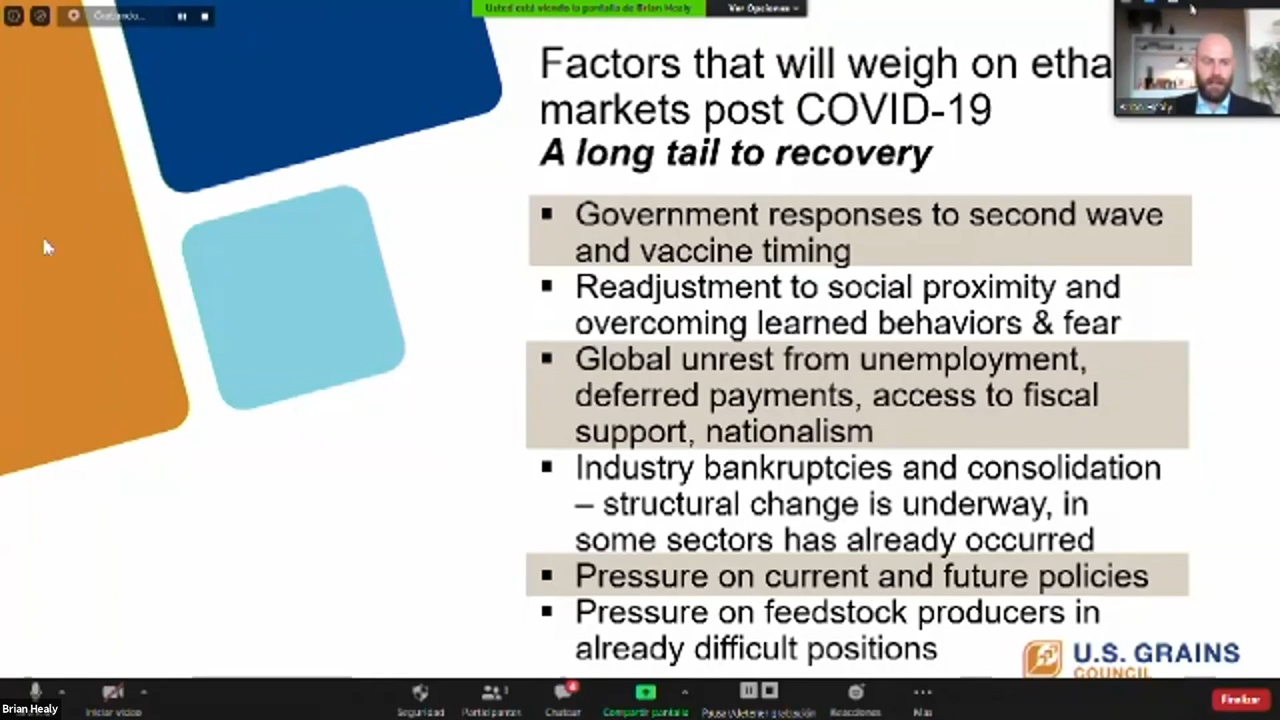 Usted está viendo la pantalla de Brian Healy
Ver Opciones
Factors that will weigh on etha
markets post COVID-19
A long tail to recovery
Government responses to second wave
and vaccine timing
Readjustment to social proximity and
overcoming learned behaviors & fear
Global unrest from unemployment,
deferred payments, access to fiscal
support, nationalism
Industry bankruptcies and consolidation
– structural change is underway, in
some sectors has already occurred
Pressure on current and future policies
Pressure on feedstock producers in
already difficult positions
U.S. GRAINS
COUNCIL
Brian Healy
Iniciar video
Seguridad
Participantes
Chatear
Compartir pantalla
Pausar/detener grabación
Reacciones
Más
Finalizar